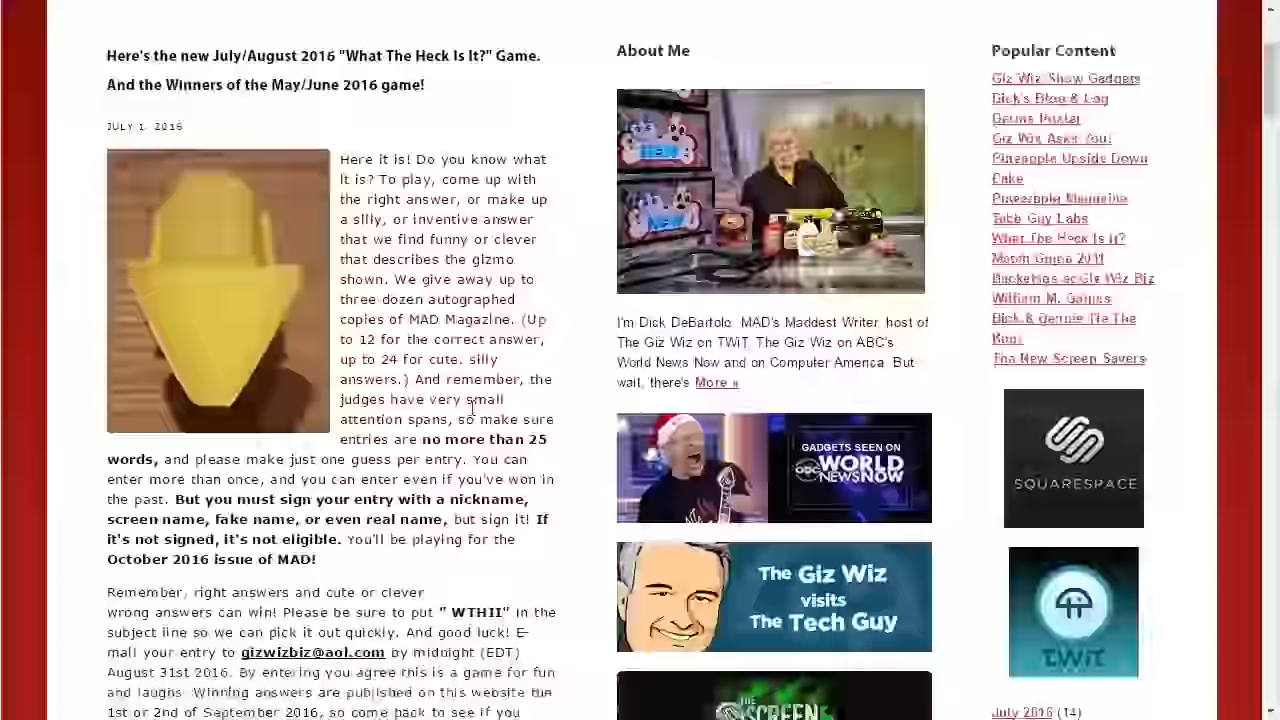 Here's the new July/August 2016 "What The Heck Is It?" Game.
And the Winners of the May/June 2016 game!
JULY 1, 2016
Here it is! Do you know what
it is? To play, come up with
the right answer, or make up
a silly, or inventive answer
that we find funny or clever
that describes the gizmo
shown. We give away up to
three dozen autographed
copies of MAD Magazine. (Up
to 12 for the correct answer,
up to 24 for cute, silly
answers.) And remember, the
judges have very small
attention spans, so make sure
entries are no more than 25
words, and please make just one guess per entry. You can
enter more than once, and you can enter even if you've won in
the past. But you must sign your entry with a nickname,
screen name, fake name, or even real name, but sign it! If
it's not signed, it's not eligible. You'll be playing for the
October 2016 issue of MAD!
Remember, right answers and cute or clever
wrong answers can win! Please be sure to put " WTHII" in the
subject line so we can pick it out quickly. And good luck! E-
mail your entry to gizwizbiz@aol.com by midnight (EDT)
August 31st 2016. By entering you agree this is a game for fun
and laughs. Winning answers are published on this website
1st or 2nd of September 2016, so come back to see if you
About Me
I'm Dick DeBartolo, MAD's Maddest Writer, host of
The Giz Wiz on TWiT, The Giz Wiz on ABC's
World News Now and on Computer America. But
wait, there's More »
GADGETS SEEN ON
abc WORLD
NEWS NOW
The Giz Wiz
visits
The Tech Guy
THE
SCREEN
Popular Content
Giz Wiz Show Gadgets
Dick's Blog & Log
Giz Wiz Asks You!
Pineapple Upside Down
Cake
Tech Guy Labs
What The Heck Is It?
Match Game 2011
Backstage at Giz Wiz Biz
William M. Gaines
Dick & Dennis Tie The
Knot
The New Screen Savers
SQUARESPACE
TWiT
July 2016 (14)